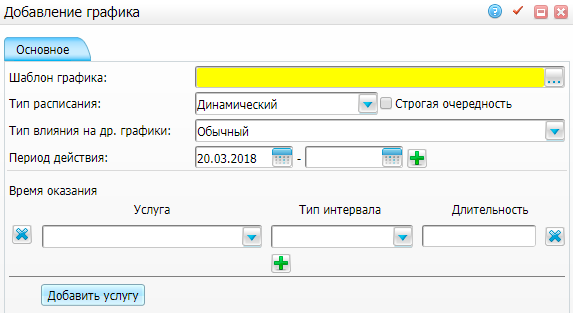 Добавление графика
Основное
Шаблон графика: ...
Тип расписания: Динамический Строгая очередность
Тип влияния на др. графики: Обычный
Период действия: 20.03.2018 -
Время оказания
Услуга Тип интервала Длительность
Добавить услугу